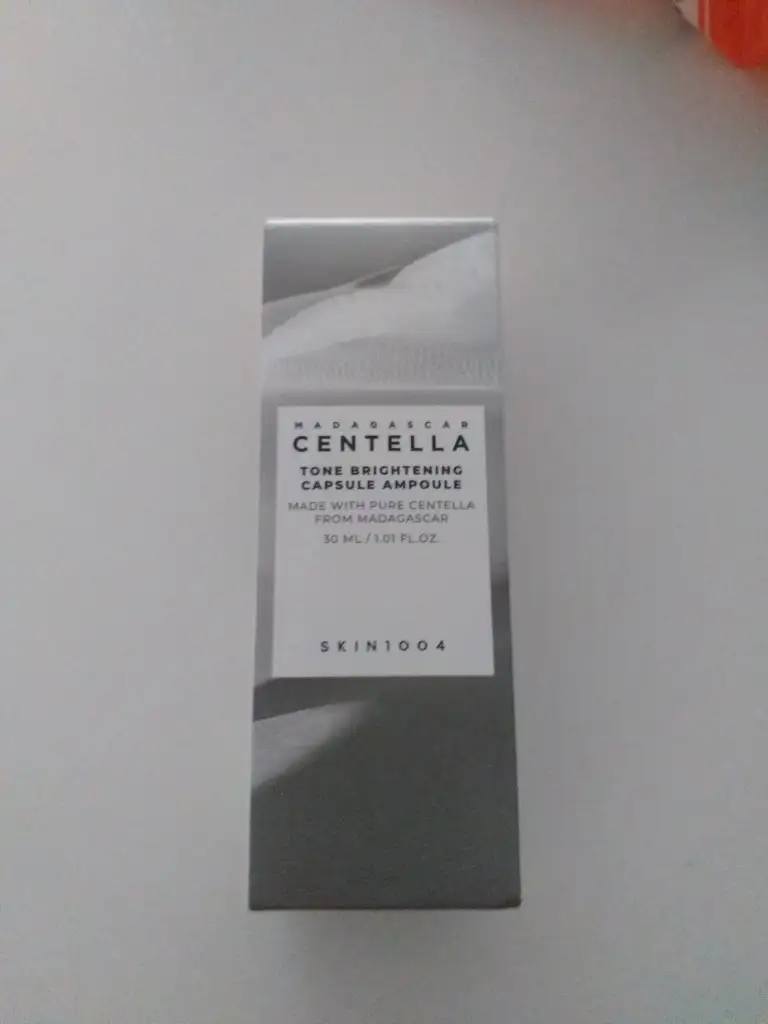 MADAGASCAR
CENTELLA
TONE BRIGHTENING
CAPSULE AMPOULE
MADE WITH PURE CENTELLA
FROM MADAGASCAR
30 ML / 1.01 FL.OZ.
SKIN1004